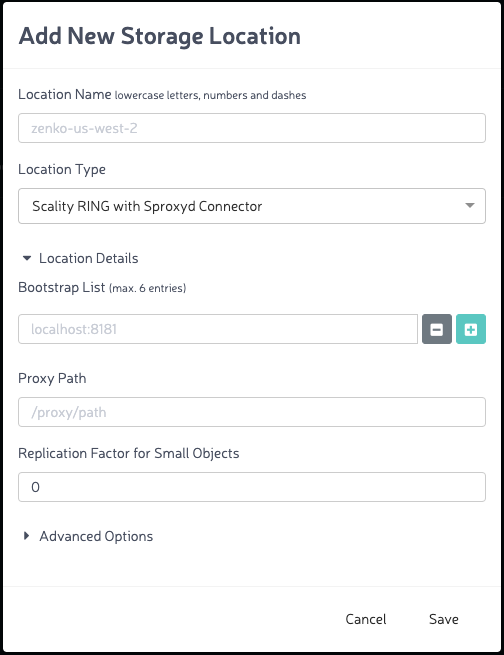 Add New Storage Location
Location Name lowercase letters, numbers and dashes
zenko-us-west-2
Location Type
Scality RING with Sproxyd Connector
Location Details
Bootstrap List (max. 6 entries)
localhost:8181
Proxy Path
/proxy/path
Replication Factor for Small Objects
0
Advanced Options
Cancel Save